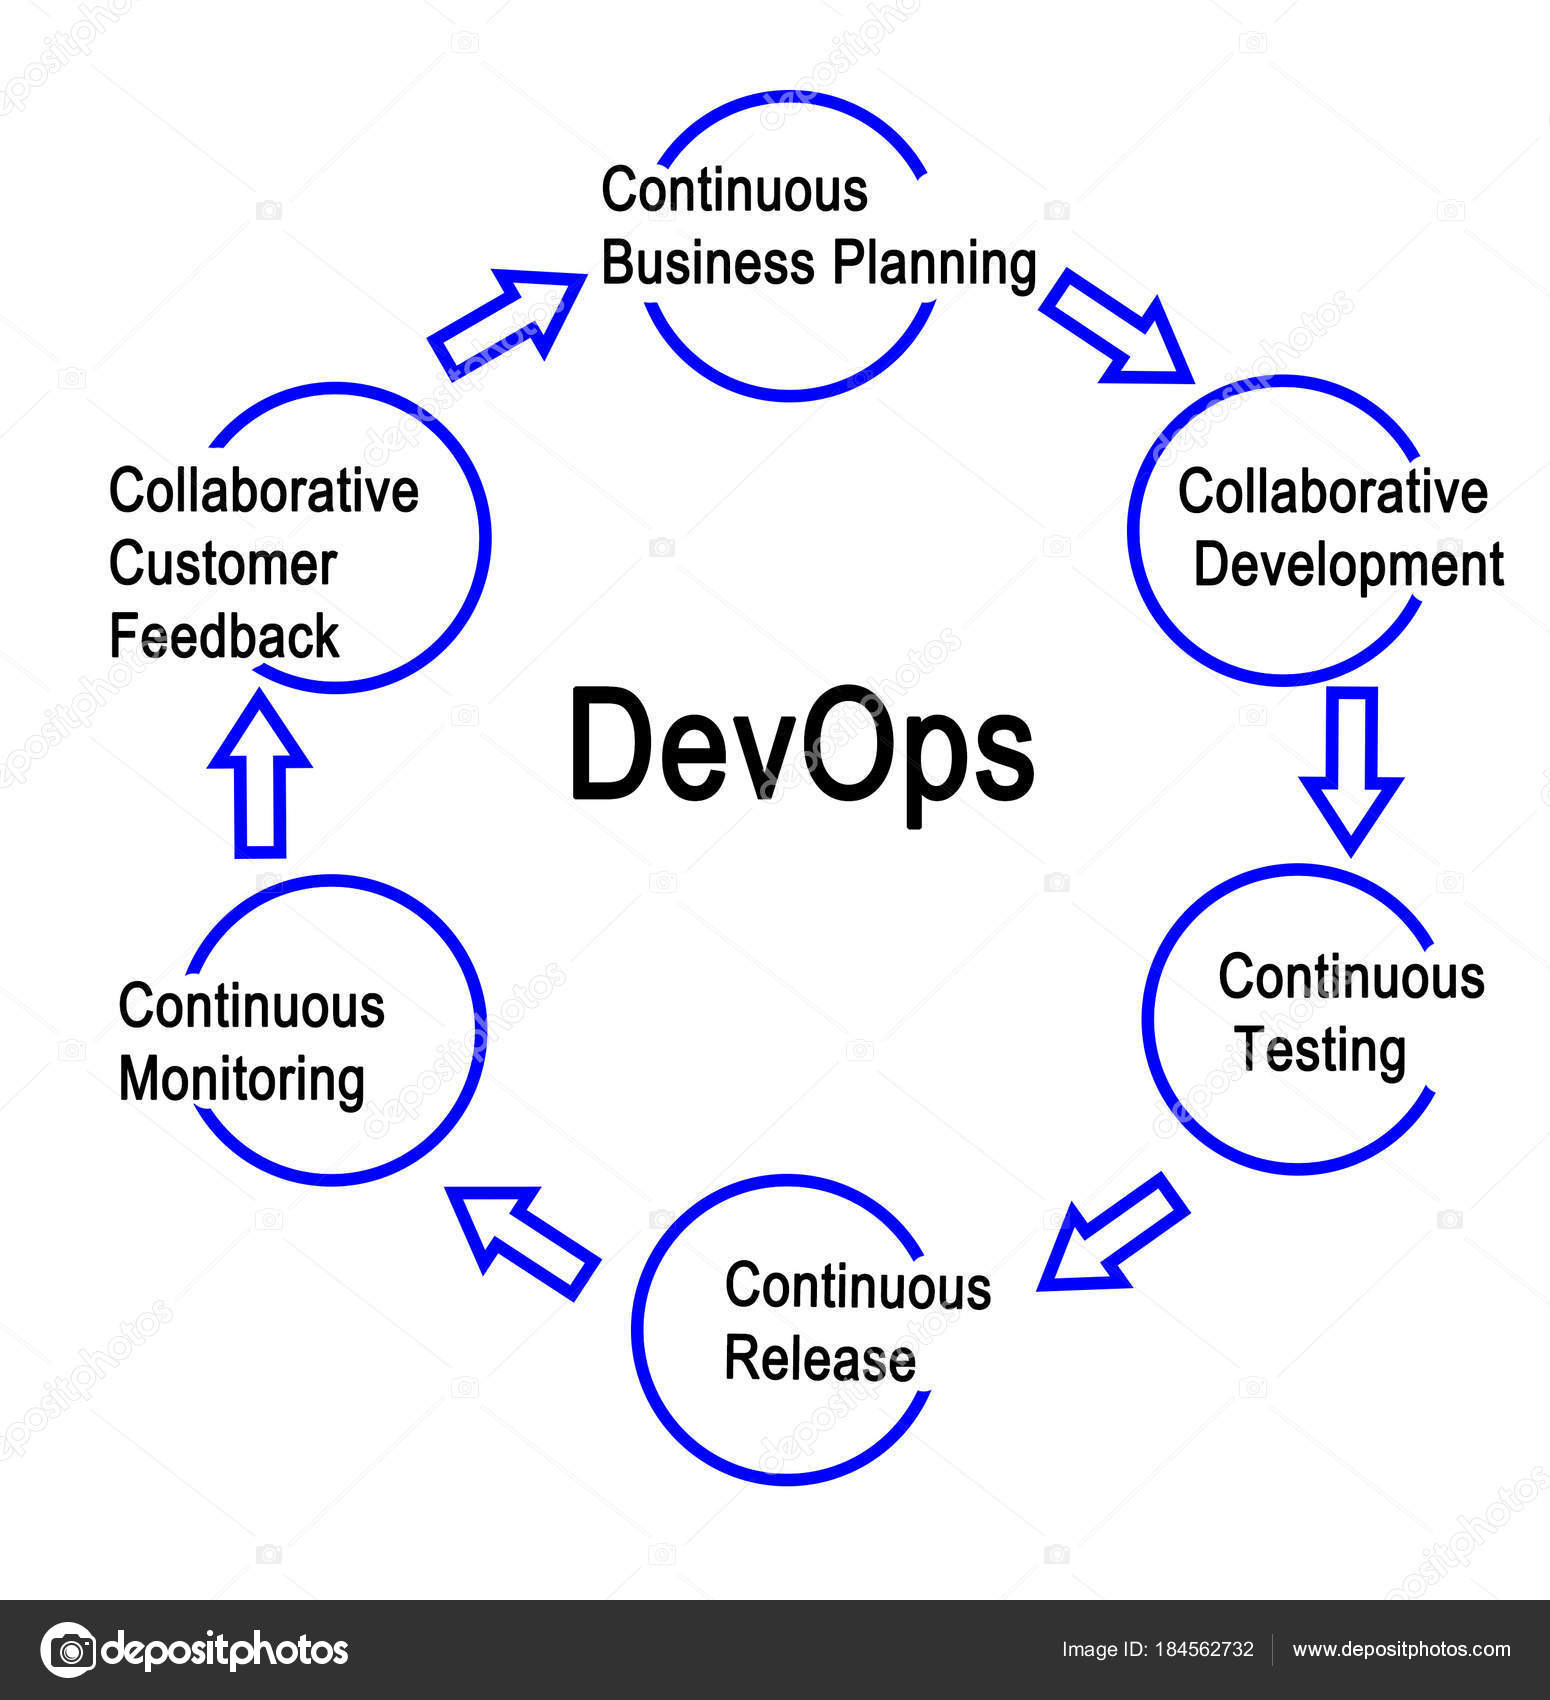 Continuous
Business Planning
Collaborative
Development
Collaborative
Customer
Feedback
DevOps
Continuous
Testing
Continuous
Monitoring
Continuous
Release
depositphotos
Image ID: 184562732
www.depositphotos.com